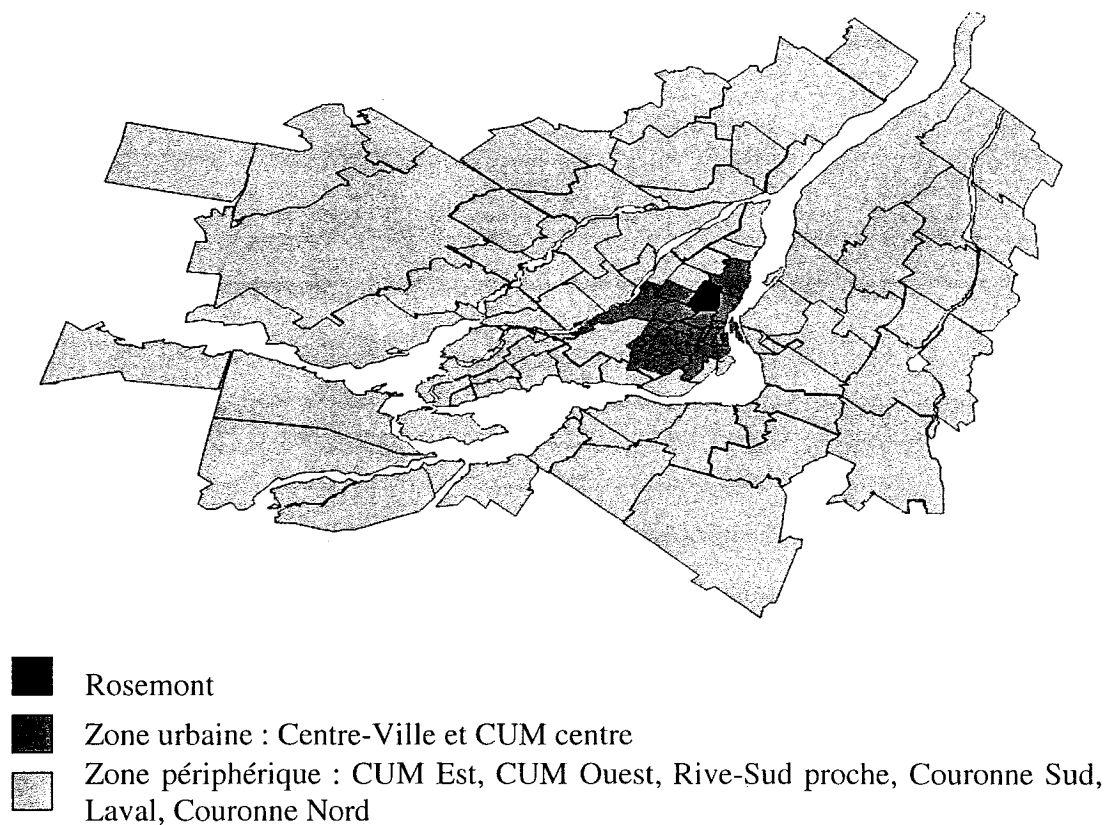 Rosemont
Zone urbaine : Centre-Ville et CUM centre
Zone périphérique : CUM Est, CUM Ouest, Rive-Sud proche, Couronne Sud,
Laval, Couronne Nord